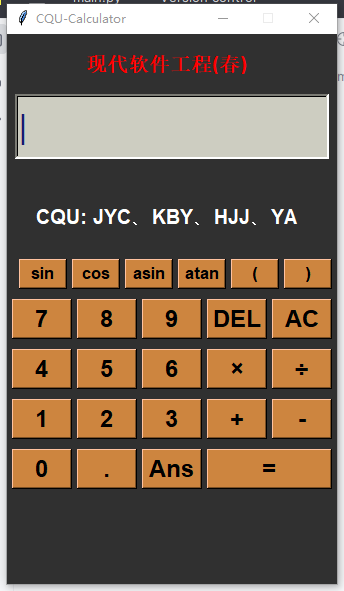 main.py Version control
CQU-Calculator
现代软件工程(春)
CQU: JYC、KBY、HJJ、YA
sin cos asin atan ( )
7 8 9 DEL AC
4 5 6 × ÷
1 2 3 + -
0 . Ans =